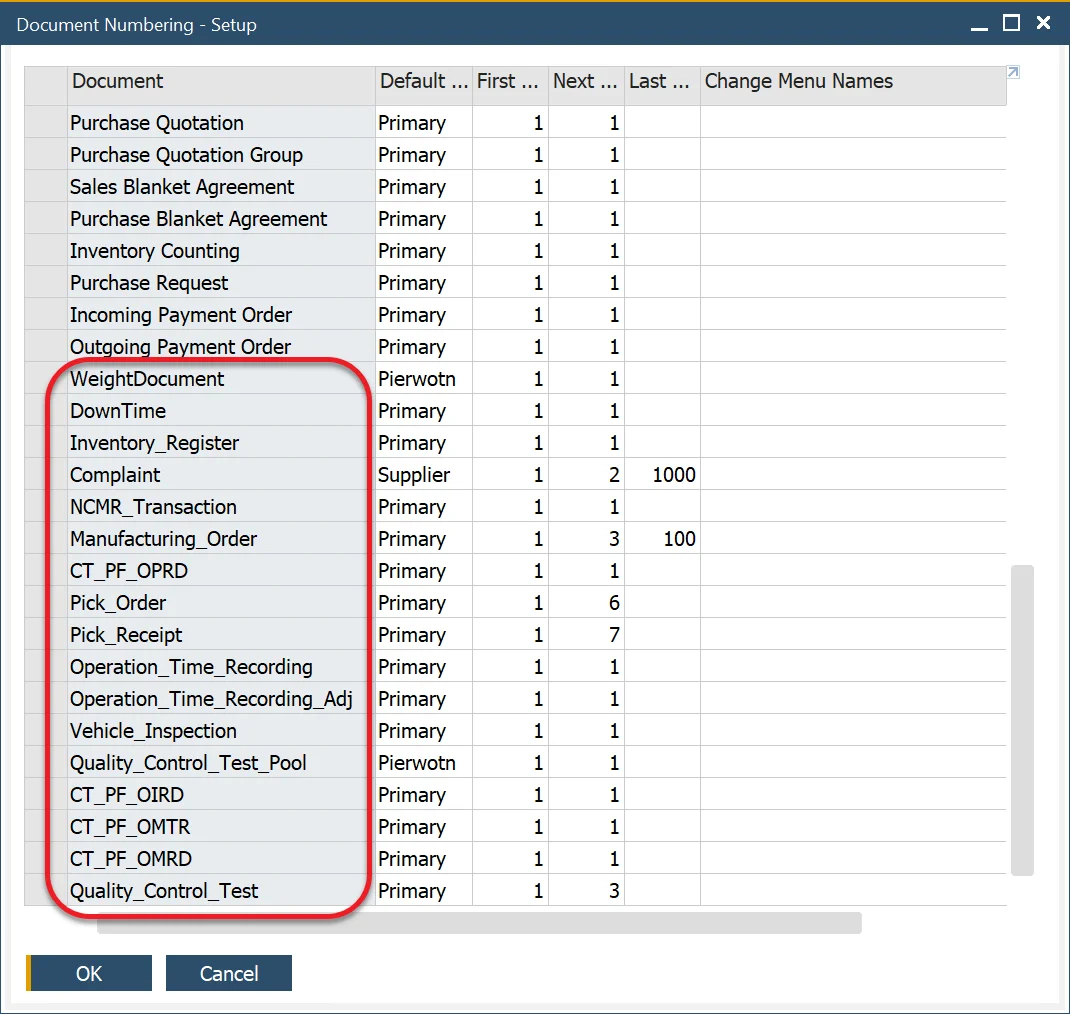 Document Numbering - Setup
Document Default ... First ... Next ... Last ... Change Menu Names
Purchase Quotation Primary 1 1
Purchase Quotation Group Primary 1 1
Sales Blanket Agreement Primary 1 1
Purchase Blanket Agreement Primary 1 1
Inventory Counting Primary 1 1
Purchase Request Primary 1 1
Incoming Payment Order Primary 1 1
Outgoing Payment Order Primary 1 1
WeightDocument Pierwotn 1 1
DownTime Primary 1 1
Inventory_Register Primary 1 1
Complaint Supplier 1 2 1000
NCMR_Transaction Primary 1 1
Manufacturing_Order Primary 1 3 100
CT_PF_OPRD Primary 1 1
Pick_Order Primary 1 6
Pick_Receipt Primary 1 7
Operation_Time_Recording Primary 1 1
Operation_Time_Recording_Adj Primary 1 1
Vehicle_Inspection Primary 1 1
Quality_Control_Test_Pool Pierwotn 1 1
CT_PF_OIRD Primary 1 1
CT_PF_OMTR Primary 1 1
CT_PF_OMRD Primary 1 1
Quality_Control_Test Primary 1 3
OK Cancel